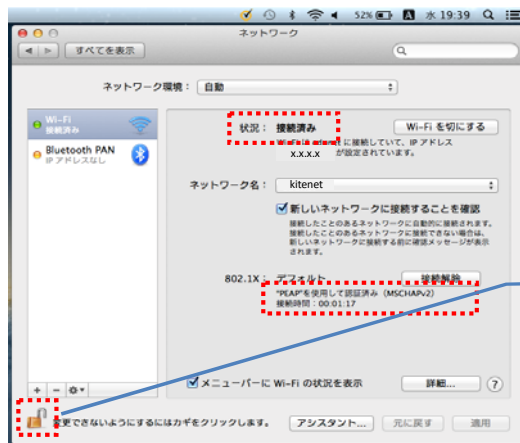 52% A 水 19:39
ネットワーク
すべてを表示
ネットワーク環境： 自動
Wi-Fi
接続済み
Bluetooth PAN
IP アドレスなし
状況： 接続済み
Wi-Fi を切にする
に接続していて、IP アドレス
x.x.x.x が設定されています。
ネットワーク名： kitenet
新しいネットワークに接続することを確認
接続したことのあるネットワークに自動的に接続されます。
接続したことのあるネットワークに接続できない場合は、
新しいネットワークに接続する前に確認メッセージが表示
されます。
802.1X： デフォルト 接続解除
"PEAP"を使用して認証済み（MSCHAPv2）
接続時間：00:01:17
メニューバーに Wi-Fi の状況を表示
詳細... ?
変更できないようにするにはカギをクリックします。
アシスタント... 元に戻す 適用